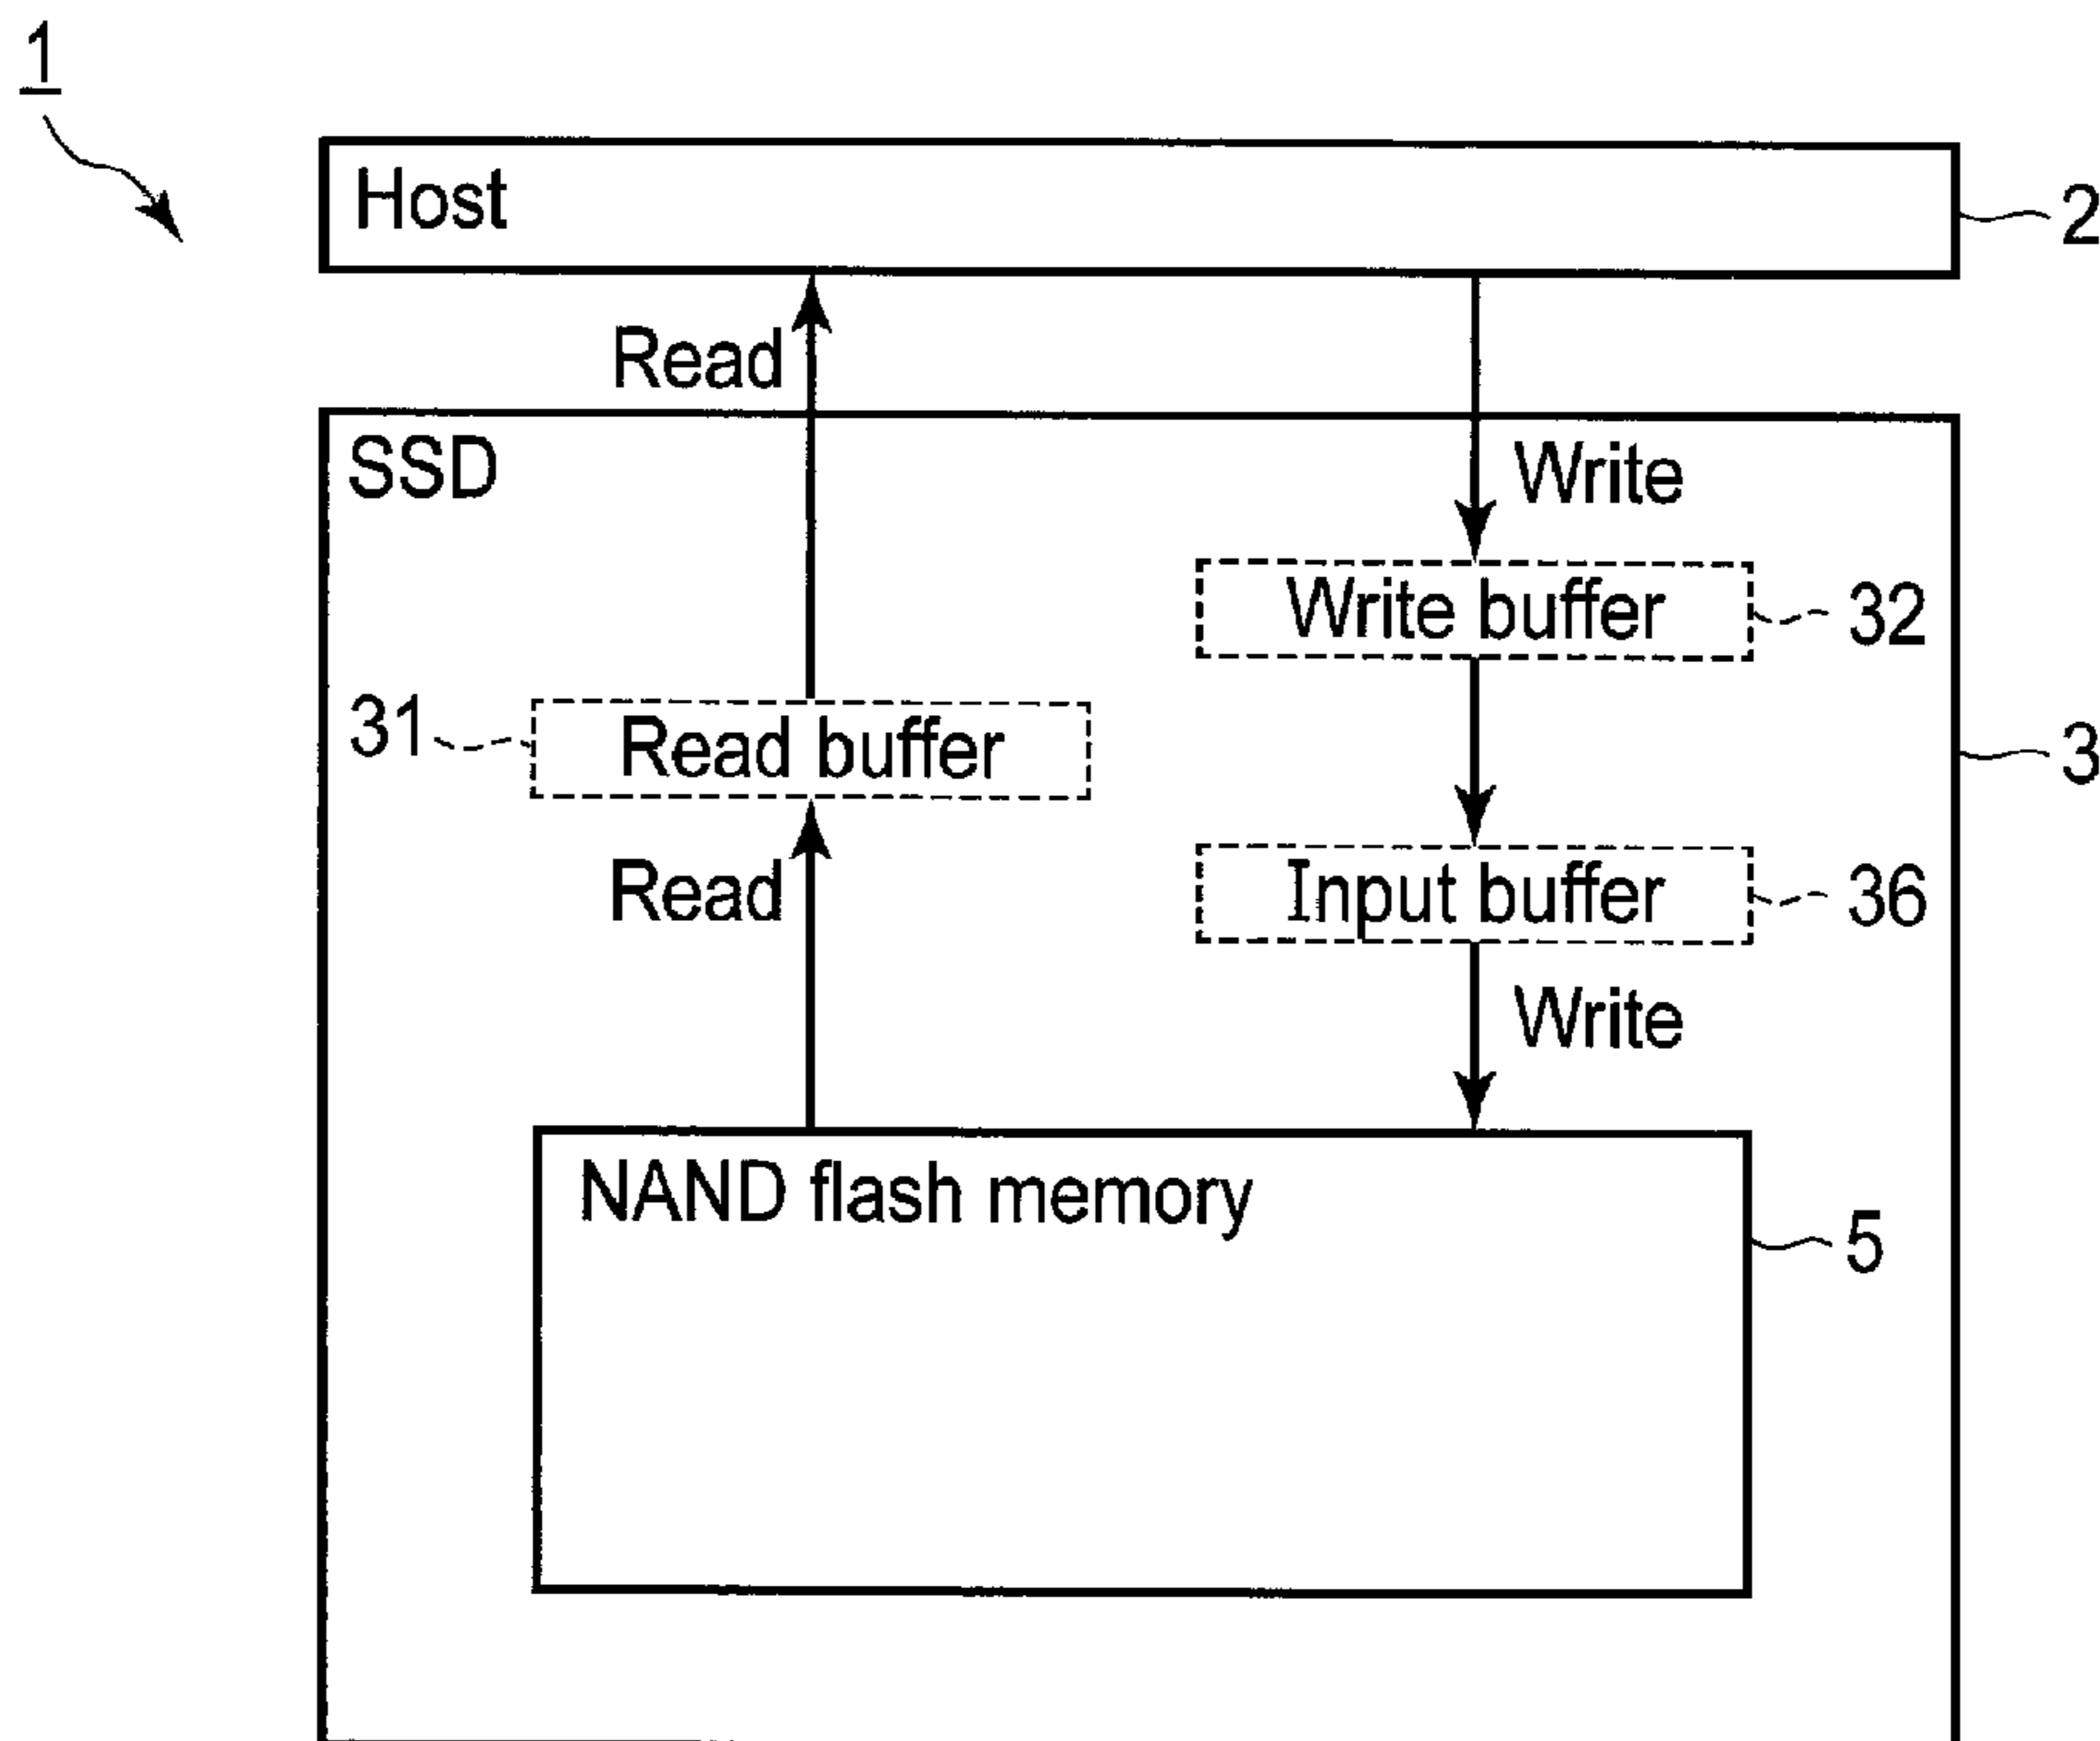 1
Host
2
Read
SSD
Write
Write buffer
32
31
Read buffer
3
Read
Input buffer
36
Write
NAND flash memory
5